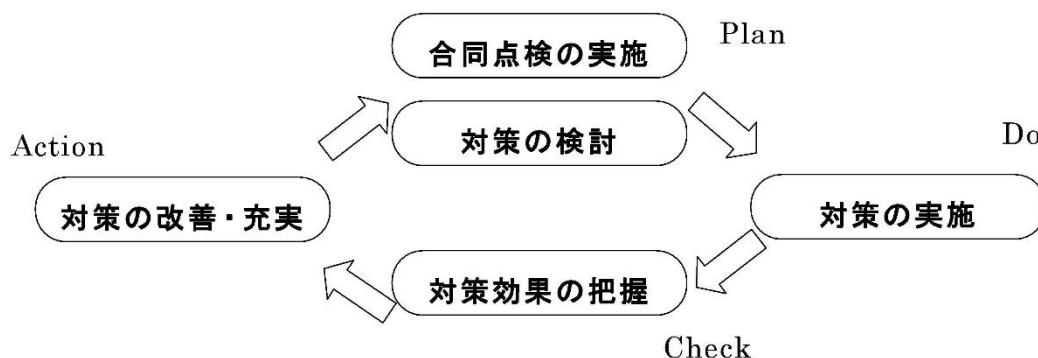 合同点検の実施
Plan
対策の検討
Action
Do
対策の改善・充実
対策の実施
対策効果の把握
Check